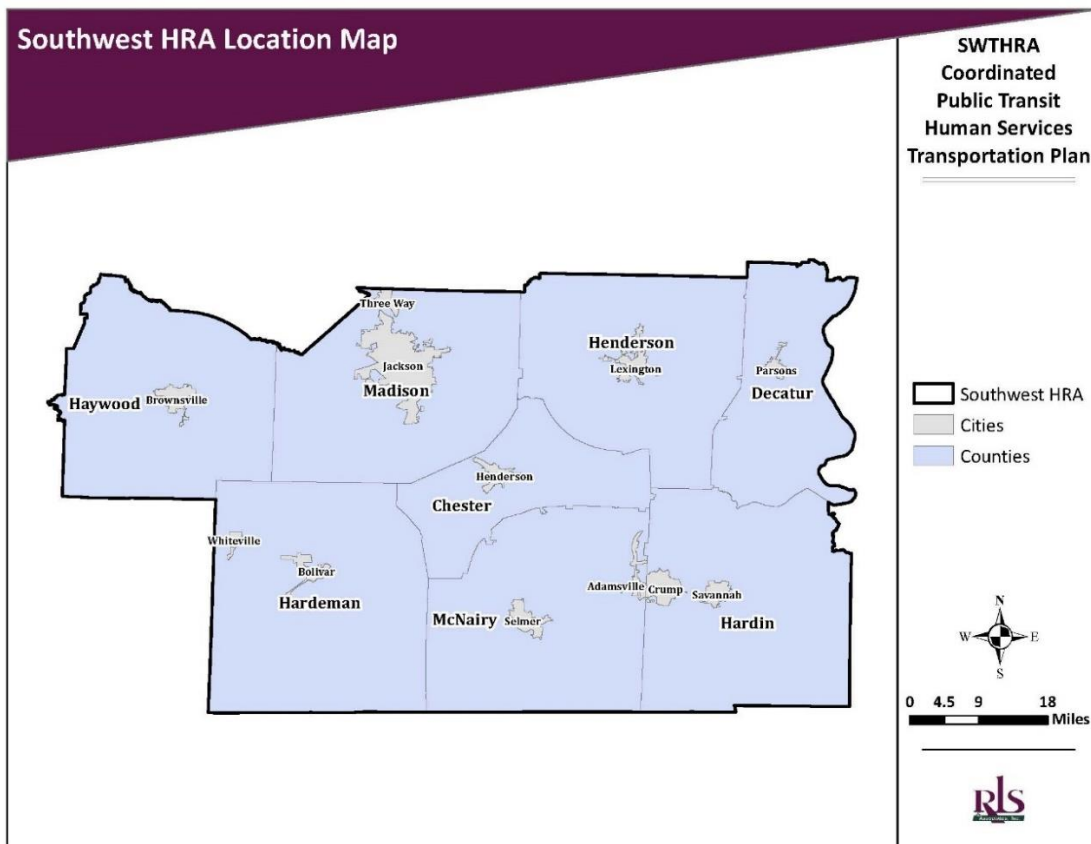 Southwest HRA Location Map
SWTHRA
Coordinated
Public Transit
Human Services
Transportation Plan
Three Way
Jackson
Madison
Henderson
Lexington
Parsons
Decatur
Haywood
Brownsville
Henderson
Chester
Whiteville
Bolivar
Hardeman
McNairy
Selmer
Adamsville
Crump
Savannah
Hardin
Southwest HRA
Cities
Counties
N
W E
S
0 4.5 9 18
Miles
RLS